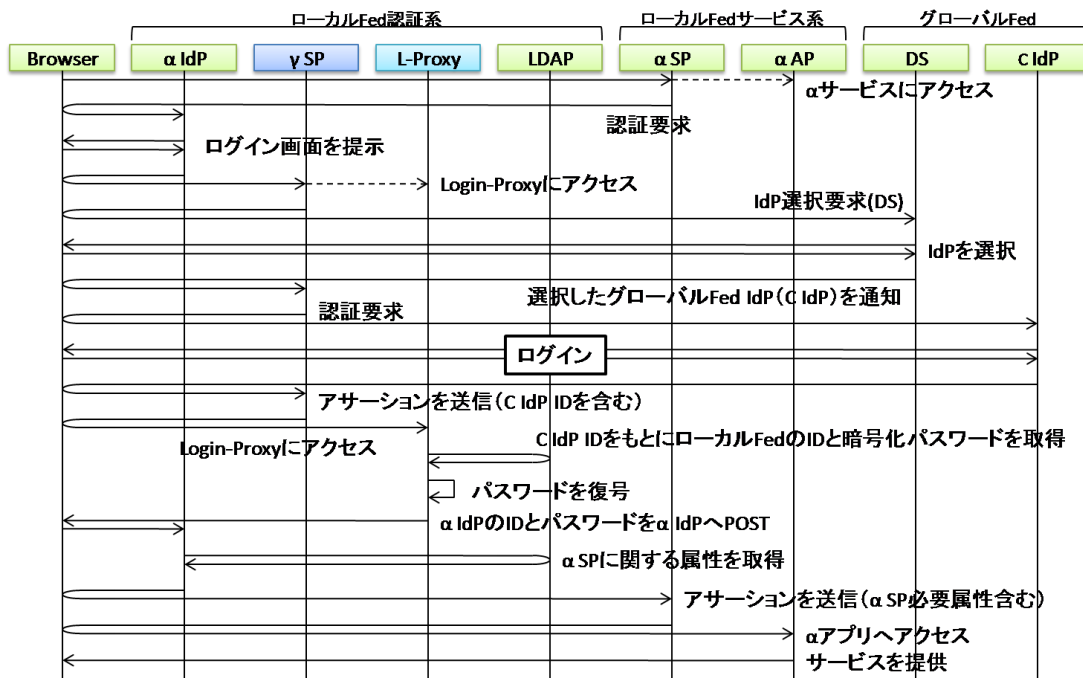 ローカルFed認証系
ローカルFedサービス系
グローバルFed
Browser
α IdP
γ SP
L-Proxy
LDAP
α SP
α AP
DS
C IdP
αサービスにアクセス
認証要求
ログイン画面を提示
Login-Proxyにアクセス
IdP選択要求(DS)
IdPを選択
選択したグローバルFed IdP(C IdP)を通知
認証要求
ログイン
アサーションを送信(C IdP IDを含む)
C IdP IDをもとにローカルFedのIDと暗号化パスワードを取得
Login-Proxyにアクセス
パスワードを復号
α IdPのIDとパスワードをα IdPへPOST
α SPに関する属性を取得
アサーションを送信(α SP必要属性含む)
αアプリへアクセス
サービスを提供